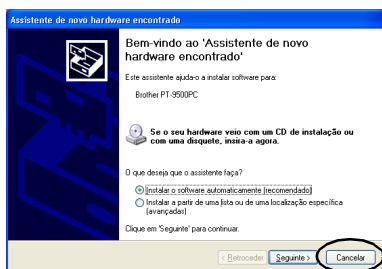 Assistente de novo hardware encontrado
Bem-vindo ao 'Assistente de novo
hardware encontrado'
Este assistente ajuda-o a instalar software para:
Brother PT-9500PC
Se o seu hardware veio com um CD de instalação ou
com uma disquete, insira-a agora.
O que deseja que o assistente faça?
Instalar o software automaticamente (recomendado)
Instalar a partir de uma lista ou de uma localização específica
(avançadas)
Clique em 'Seguinte' para continuar.
< Retroceder Seguinte > Cancelar